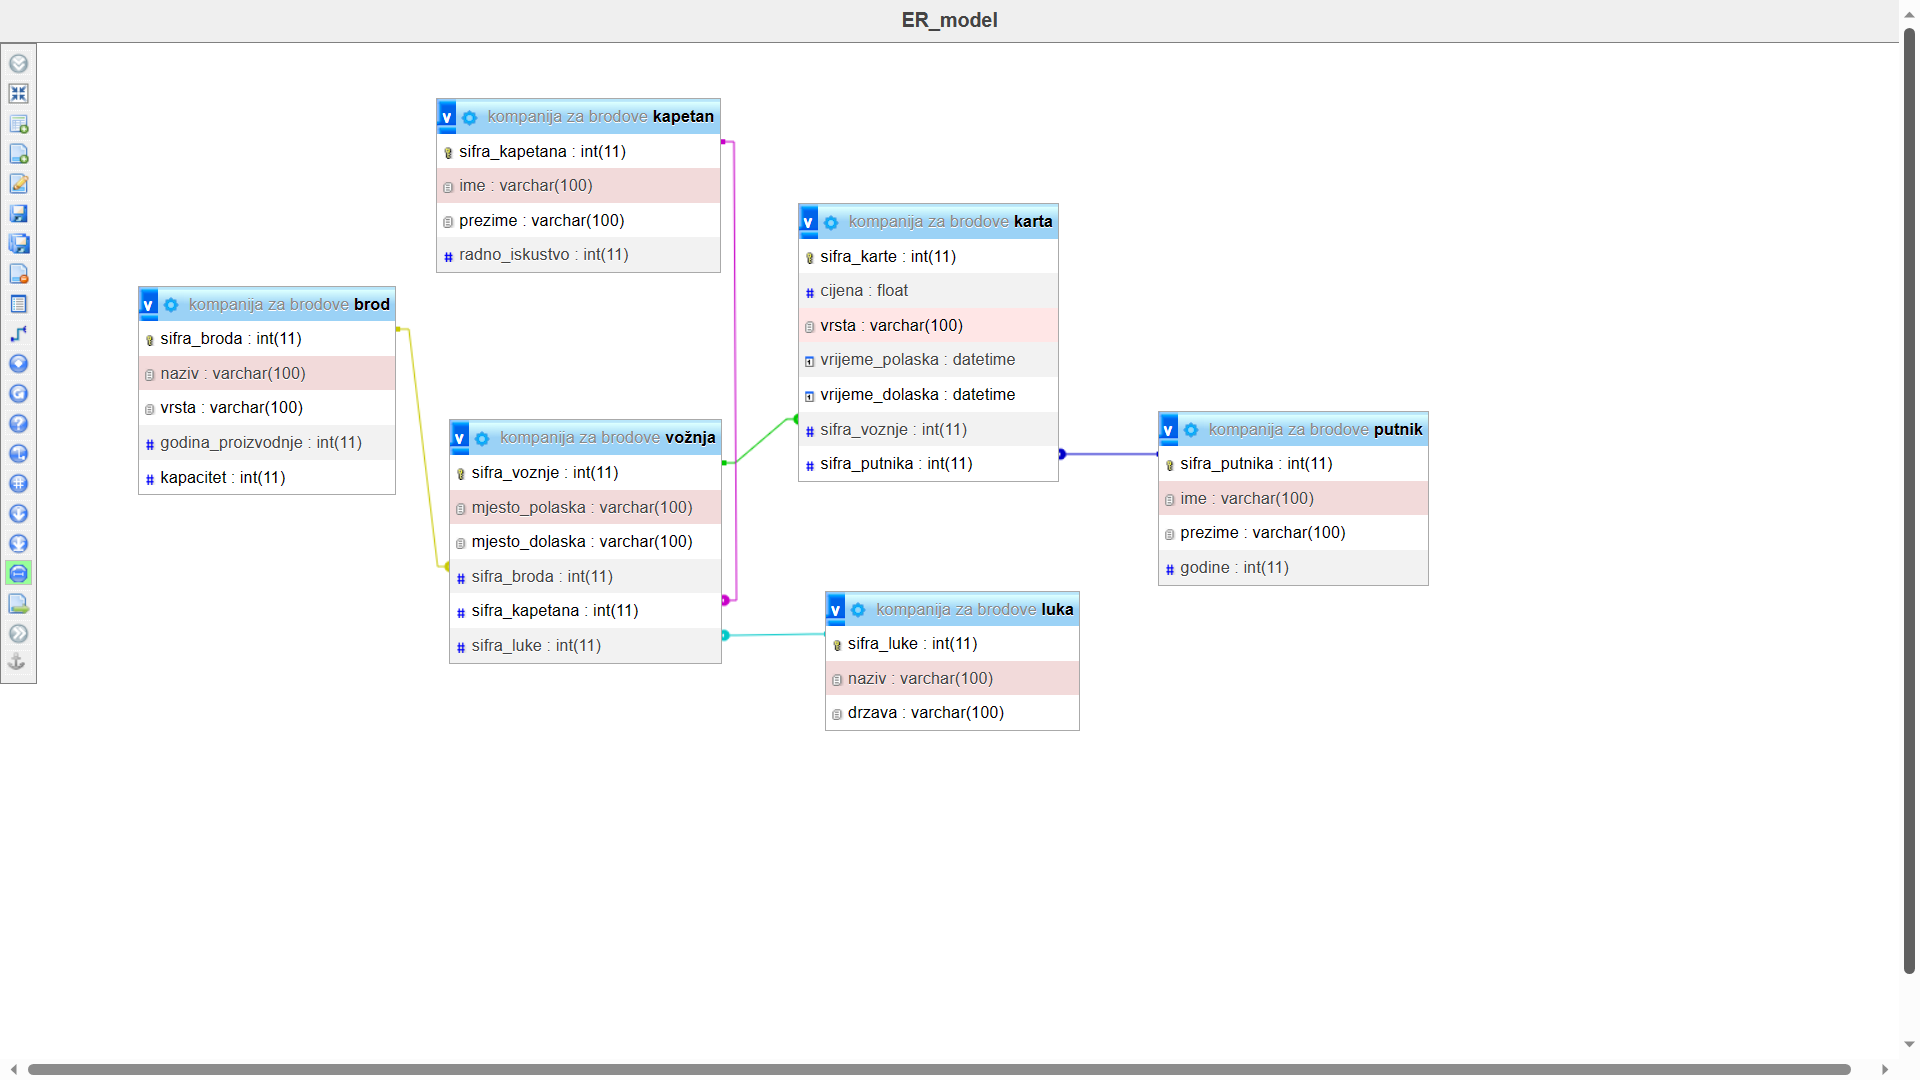 ER_model
v kompanija za brodove kapetan
sifra_kapetana : int(11)
ime : varchar(100)
prezime : varchar(100)
# radno_iskustvo : int(11)
v kompanija za brodove brod
sifra_broda : int(11)
naziv : varchar(100)
vrsta : varchar(100)
# godina_proizvodnje : int(11)
# kapacitet : int(11)
v kompanija za brodove vožnja
sifra_voznje : int(11)
mjesto_polaska : varchar(100)
mjesto_dolaska : varchar(100)
# sifra_broda : int(11)
# sifra_kapetana : int(11)
# sifra_luke : int(11)
v kompanija za brodove karta
sifra_karte : int(11)
# cijena : float
vrsta : varchar(100)
vrijeme_polaska : datetime
vrijeme_dolaska : datetime
# sifra_voznje : int(11)
# sifra_putnika : int(11)
v kompanija za brodove luka
sifra_luke : int(11)
naziv : varchar(100)
drzava : varchar(100)
v kompanija za brodove putnik
sifra_putnika : int(11)
ime : varchar(100)
prezime : varchar(100)
# godine : int(11)